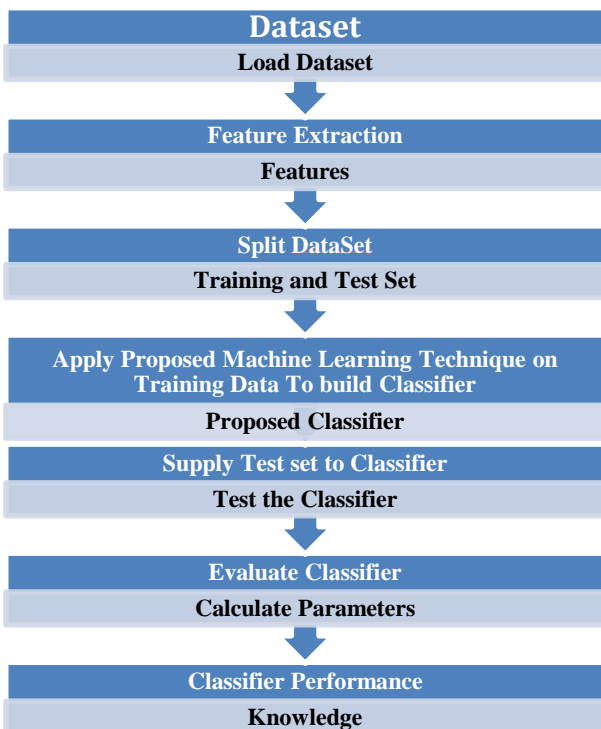 Dataset
Load Dataset
Feature Extraction
Features
Split DataSet
Training and Test Set
Apply Proposed Machine Learning Technique on
Training Data To build Classifier
Proposed Classifier
Supply Test set to Classifier
Test the Classifier
Evaluate Classifier
Calculate Parameters
Classifier Performance
Knowledge